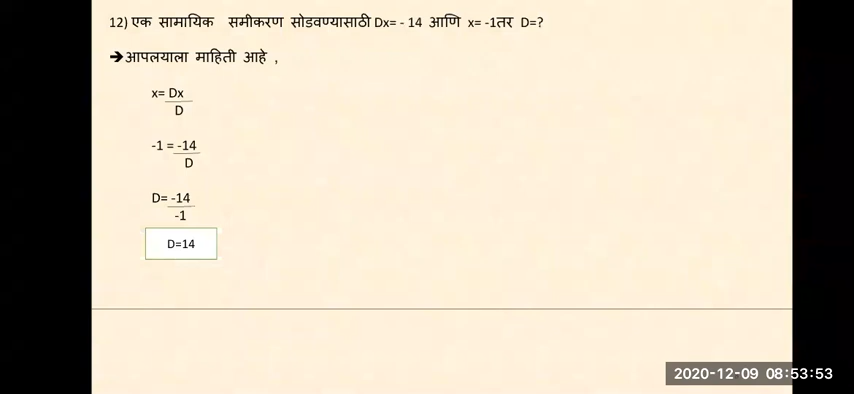 12) एक सामायिक समीकरण सोडवण्यासाठी Dx= - 14 आणि x= -1तर D=?
➔आपलयाला माहिती आहे ,
x= Dx
D
-1 = -14
D
D= -14
-1
D=14
2020-12-09 08:53:53